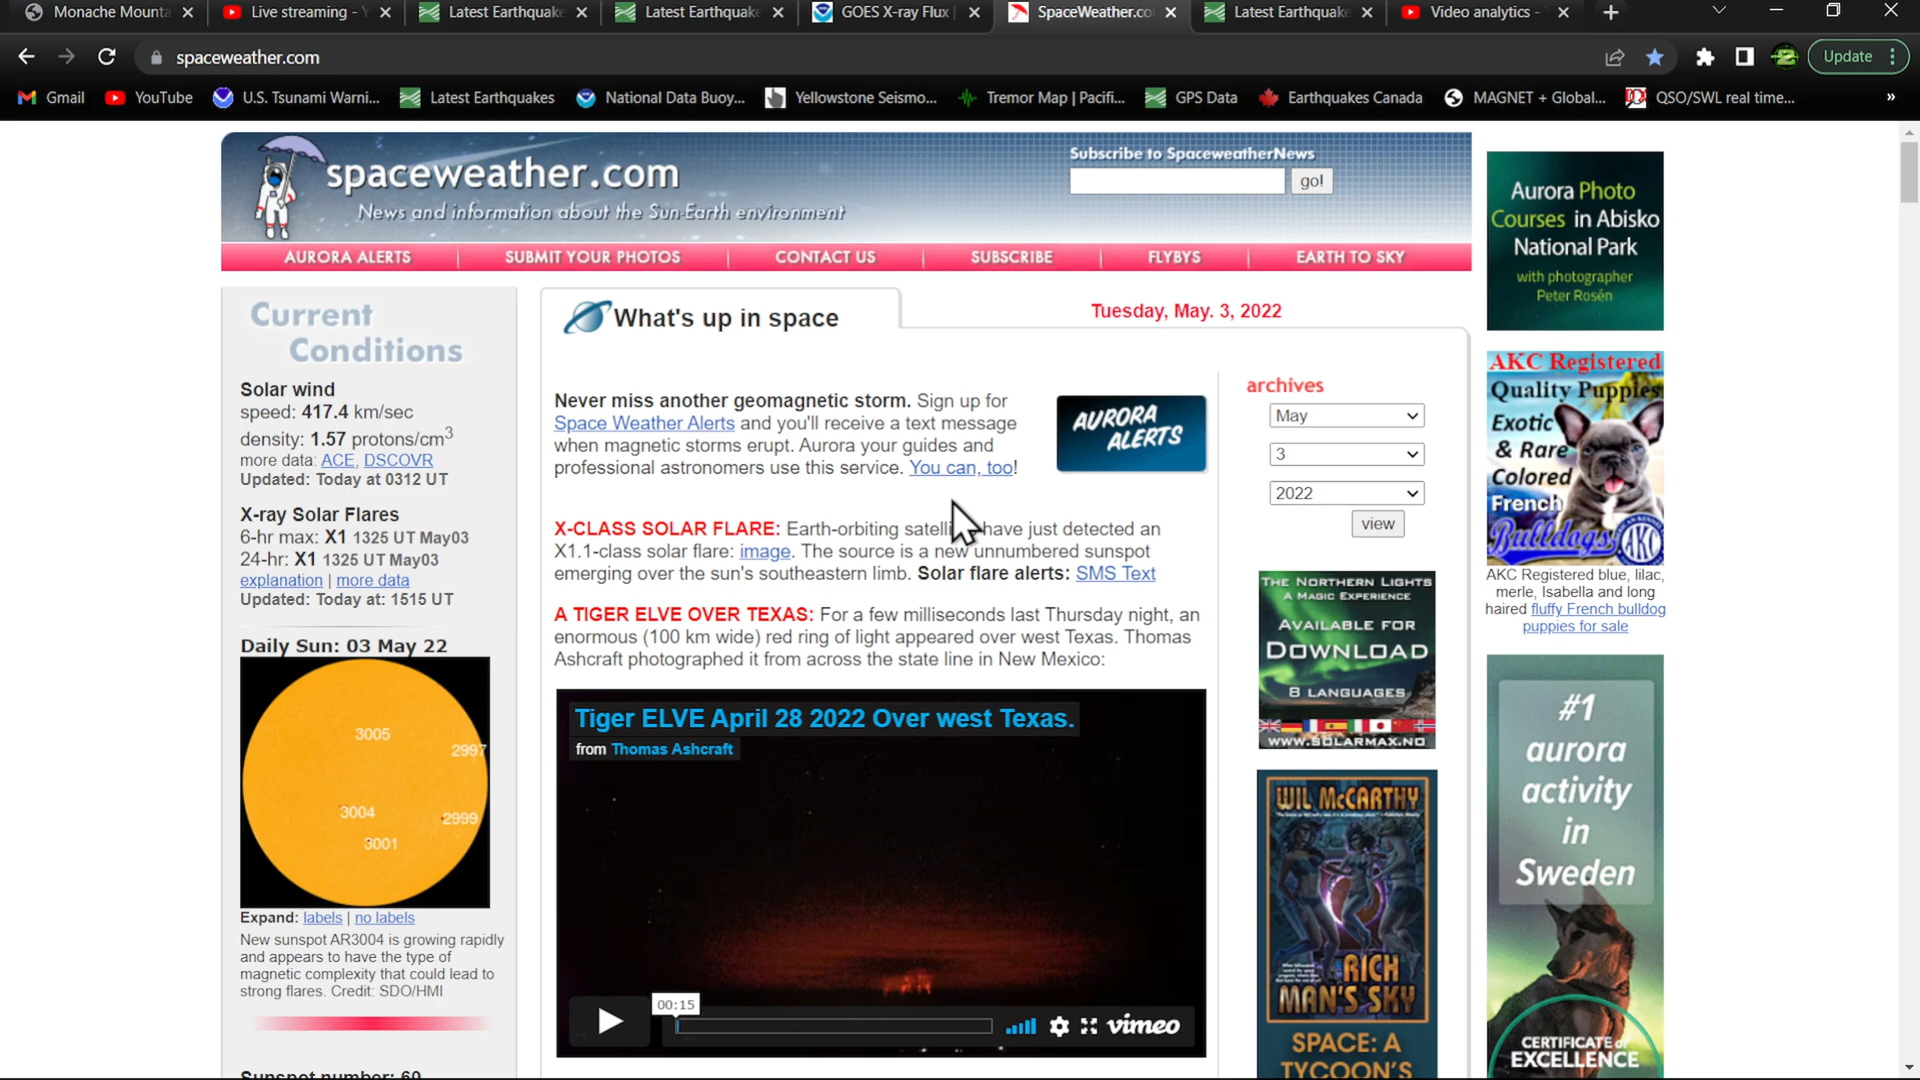 Monache Mounta
Live streaming -
Latest Earthquake
Latest Earthquake
GOES X-ray Flux
SpaceWeather.co
Latest Earthquake
Video analytics -
spaceweather.com
Update
Gmail
YouTube
U.S. Tsunami Warni...
Latest Earthquakes
National Data Buoy...
Yellowstone Seismo...
Tremor Map | Pacifi...
GPS Data
Earthquakes Canada
MAGNET + Global...
QSO/SWL real time...
»
spaceweather.com
News and information about the Sun-Earth environment
Subscribe to SpaceweatherNews
go!
AURORA ALERTS
SUBMIT YOUR PHOTOS
CONTACT US
SUBSCRIBE
FLYBYS
EARTH TO SKY
Current
Conditions
Solar wind
speed: 417.4 km/sec
density: 1.57 protons/cm3
more data: ACE, DSCOVR
Updated: Today at 0312 UT
X-ray Solar Flares
6-hr max: X1 1325 UT May03
24-hr: X1 1325 UT May03
explanation | more data
Updated: Today at: 1515 UT
Daily Sun: 03 May 22
3005
2997
3004
2999
3001
Expand: labels | no labels
New sunspot AR3004 is growing rapidly
and appears to have the type of
magnetic complexity that could lead to
strong flares. Credit: SDO/HMI
Sunspot number: 60
What's up in space
Tuesday, May. 3, 2022
Never miss another geomagnetic storm. Sign up for
Space Weather Alerts and you'll receive a text message
when magnetic storms erupt. Aurora your guides and
professional astronomers use this service. You can, too!
AURORA
ALERTS
X-CLASS SOLAR FLARE: Earth-orbiting satelli have just detected an
X1.1-class solar flare: image. The source is a new unnumbered sunspot
emerging over the sun's southeastern limb. Solar flare alerts: SMS Text
A TIGER ELVE OVER TEXAS: For a few milliseconds last Thursday night, an
enormous (100 km wide) red ring of light appeared over west Texas. Thomas
Ashcraft photographed it from across the state line in New Mexico:
Tiger ELVE April 28 2022 Over west Texas.
from Thomas Ashcraft
00:15
vimeo
archives
May
3
2022
view
THE NORTHERN LIGHTS
A MAGIC EXPERIENCE
AVAILABLE FOR
DOWNLOAD
8 LANGUAGES
WWW.SOLARMAX.NO
WIL McCARTHY
RICH
MAN'S SKY
SPACE: A
TYCOON'S
Aurora Photo
Courses in Abisko
National Park
with photographer
Peter Rosén
AKC Registered
Quality Puppies
Exotic
& Rare
Colored
French
Bulldogs
AKC Registered blue, lilac,
merle, Isabella and long
haired fluffy French bulldog
puppies for sale
#1
aurora
activity
in
Sweden
CERTIFICATE of
EXCELLENCE